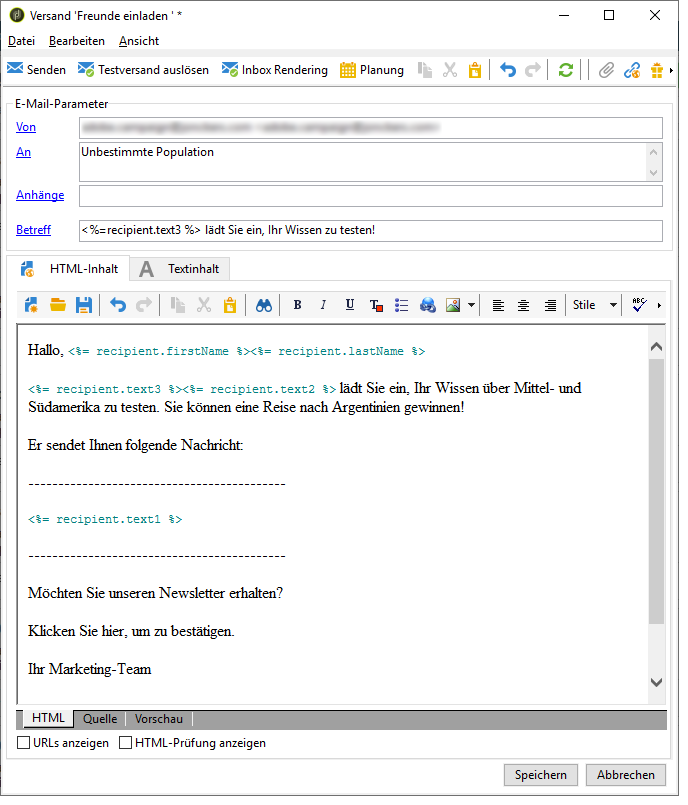 Versand 'Freunde einladen ' *
Datei Bearbeiten Ansicht
Senden Testversand auslösen Inbox Rendering Planung
E-Mail-Parameter
Von
An Unbestimmte Population
Anhänge
Betreff <%=recipient.text3 %> lädt Sie ein, Ihr Wissen zu testen!
HTML-Inhalt A Textinhalt
B I U T Stile ABC
Hallo, <%= recipient.firstName %><%= recipient.lastName %>
<%= recipient.text3 %><%= recipient.text2 %> lädt Sie ein, Ihr Wissen über Mittel- und
Südamerika zu testen. Sie können eine Reise nach Argentinien gewinnen!
Er sendet Ihnen folgende Nachricht:
-------------------------------------------
<%= recipient.text1 %>
-------------------------------------------
Möchten Sie unseren Newsletter erhalten?
Klicken Sie hier, um zu bestätigen.
Ihr Marketing-Team
HTML Quelle Vorschau
URLs anzeigen HTML-Prüfung anzeigen
Speichern Abbrechen